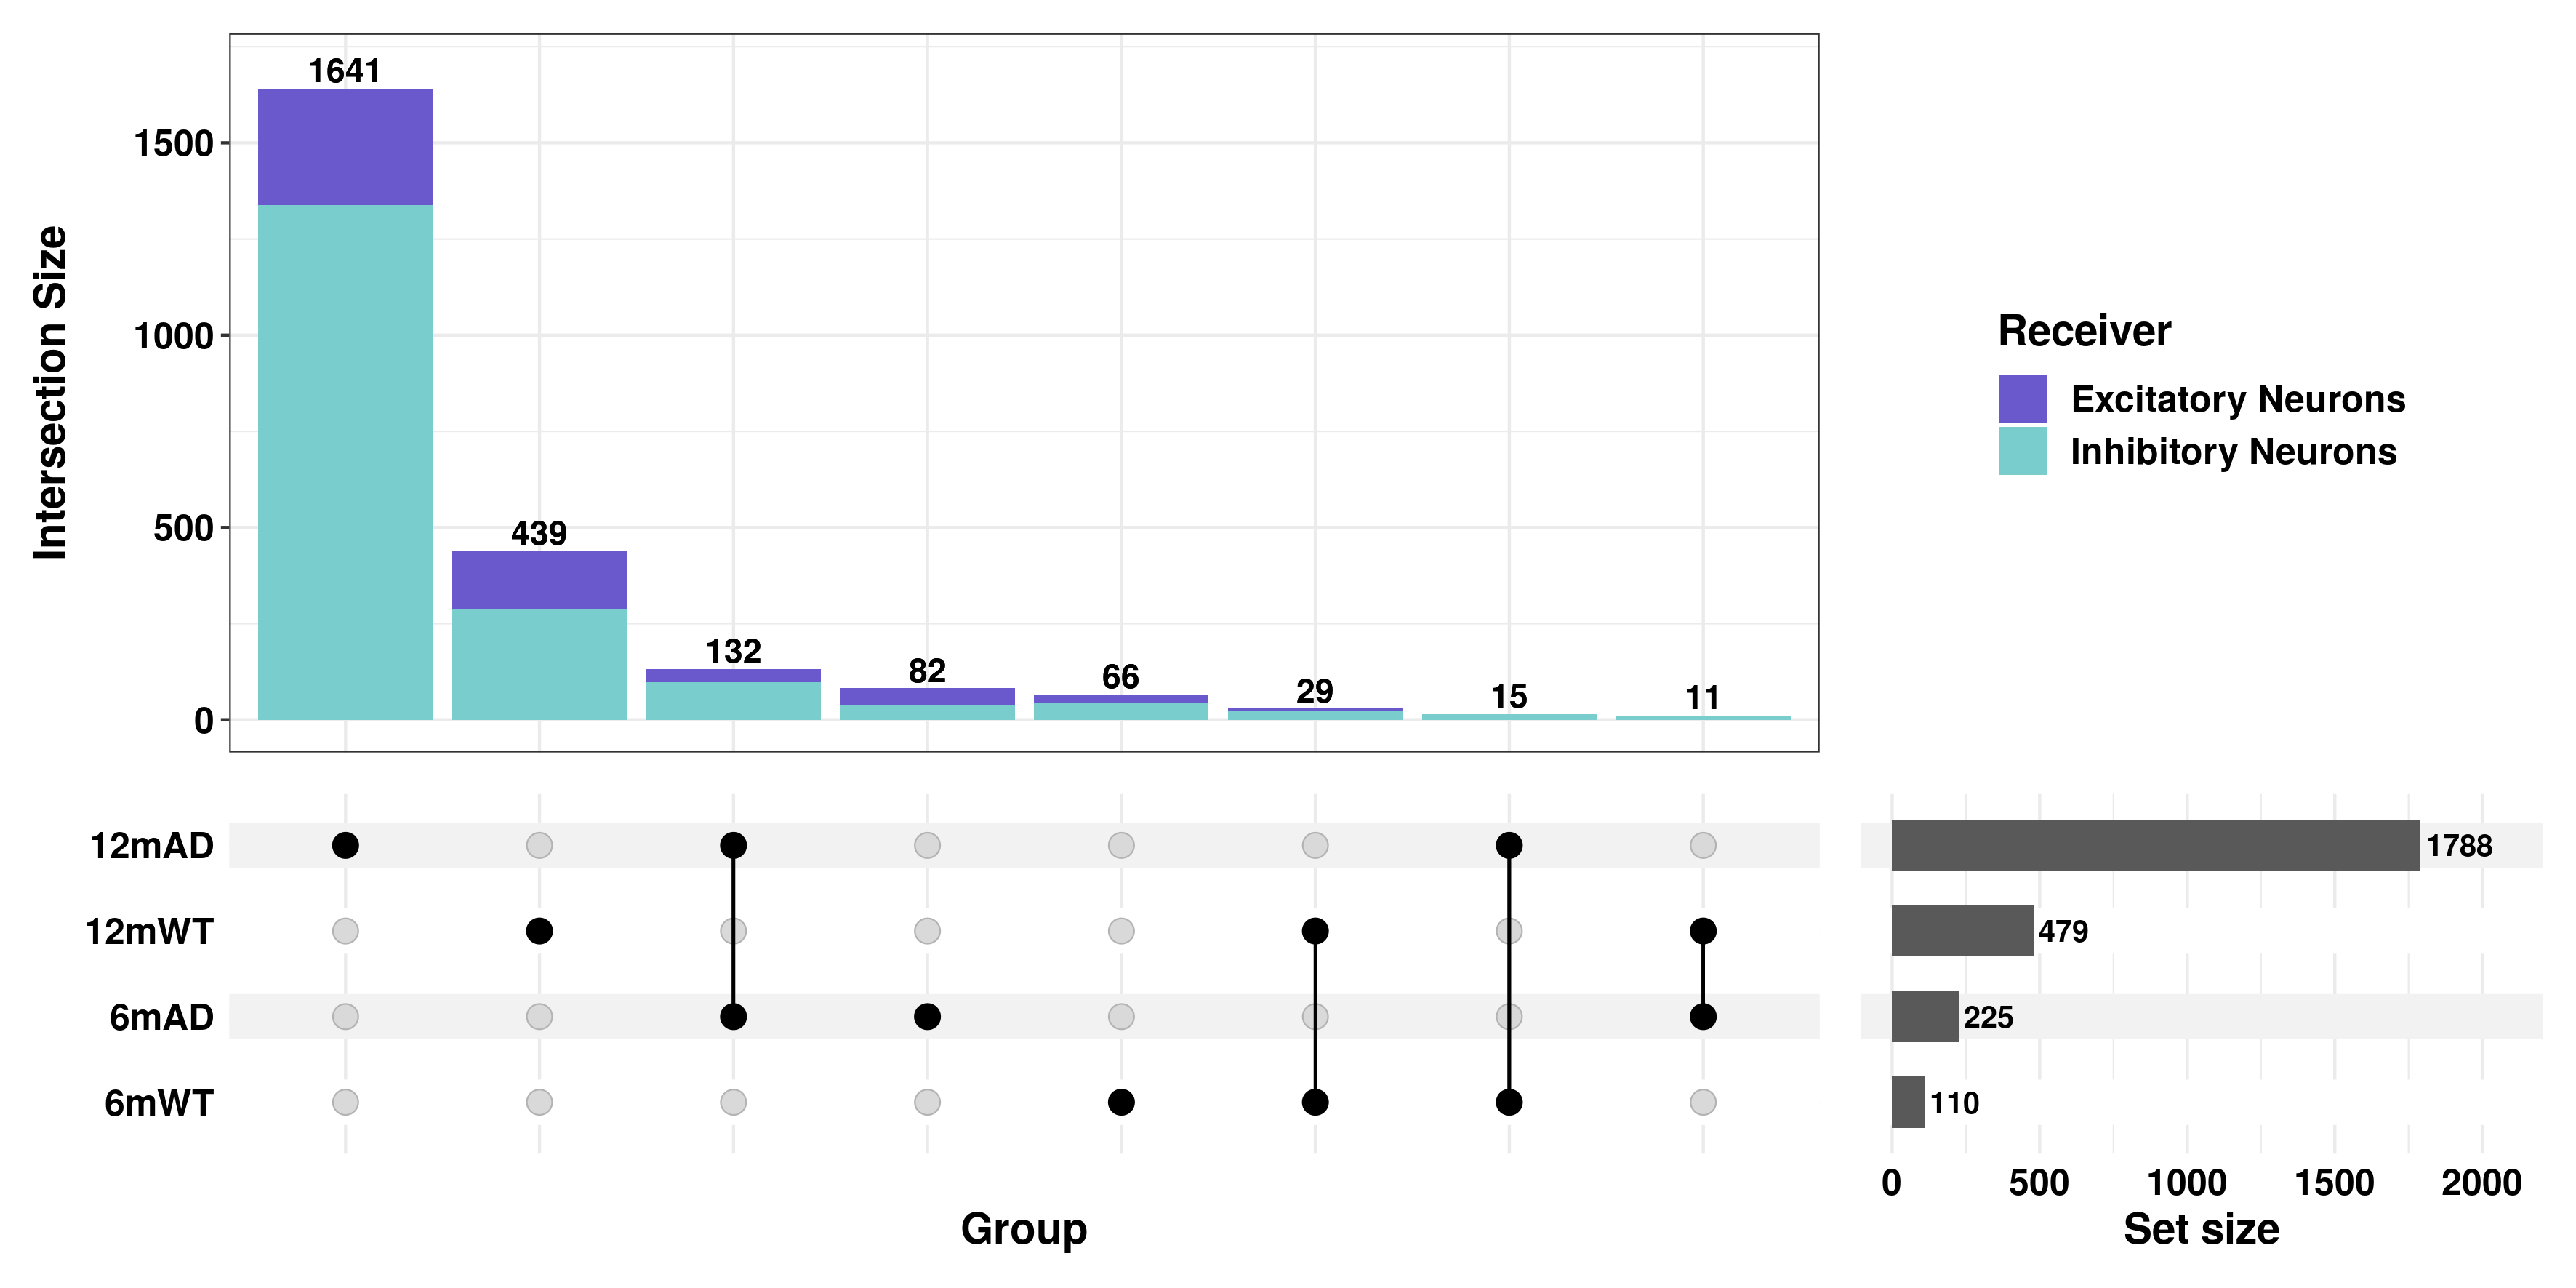 1641
439
132
82
66
29
15
11
1500
1000
500
0
Intersection Size
Receiver
Excitatory Neurons
Inhibitory Neurons
12mAD
12mWT
6mAD
6mWT
Group
1788
479
225
110
0 500 1000 1500 2000
Set size